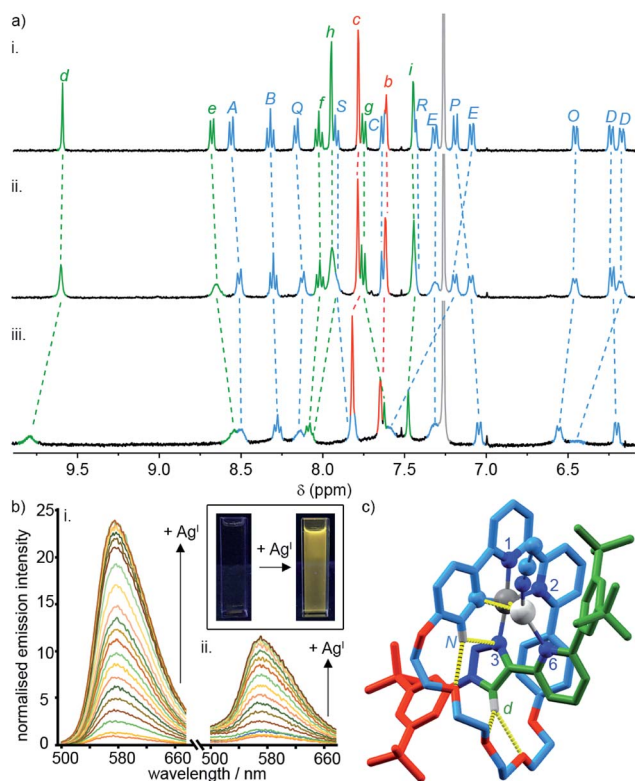 a)
i.
d
e
A
B
Q
f
h
S
c
C
g
b
i
R
E
P
E
O
D
D
ii.
iii.
9.5
9.0
8.5
8.0
7.5
7.0
6.5
δ (ppm)
b)
i.
+ Ag^I
+ Ag^I
ii.
+ Ag^I
normalised emission intensity
25
20
15
10
5
0
500
580
660
500
580
660
wavelength / nm
c)
1
2
N
3
6
d